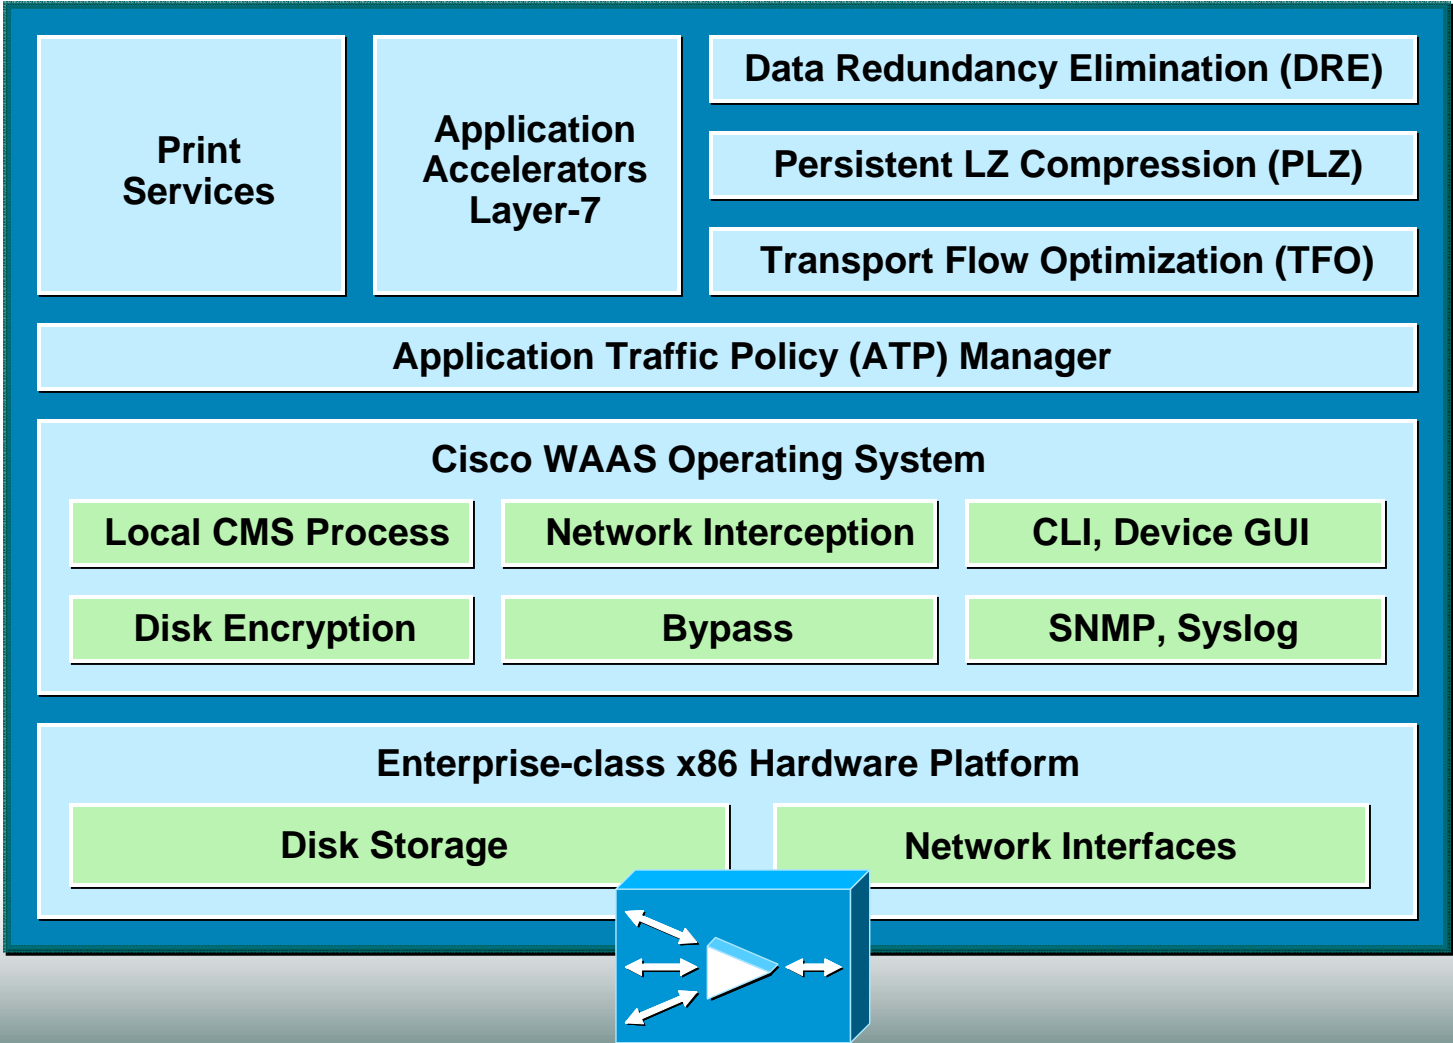 Print
Services
Application
Accelerators
Layer-7
Data Redundancy Elimination (DRE)
Persistent LZ Compression (PLZ)
Transport Flow Optimization (TFO)
Application Traffic Policy (ATP) Manager
Cisco WAAS Operating System
Local CMS Process
Network Interception
CLI, Device GUI
Disk Encryption
Bypass
SNMP, Syslog
Enterprise-class x86 Hardware Platform
Disk Storage
Network Interfaces